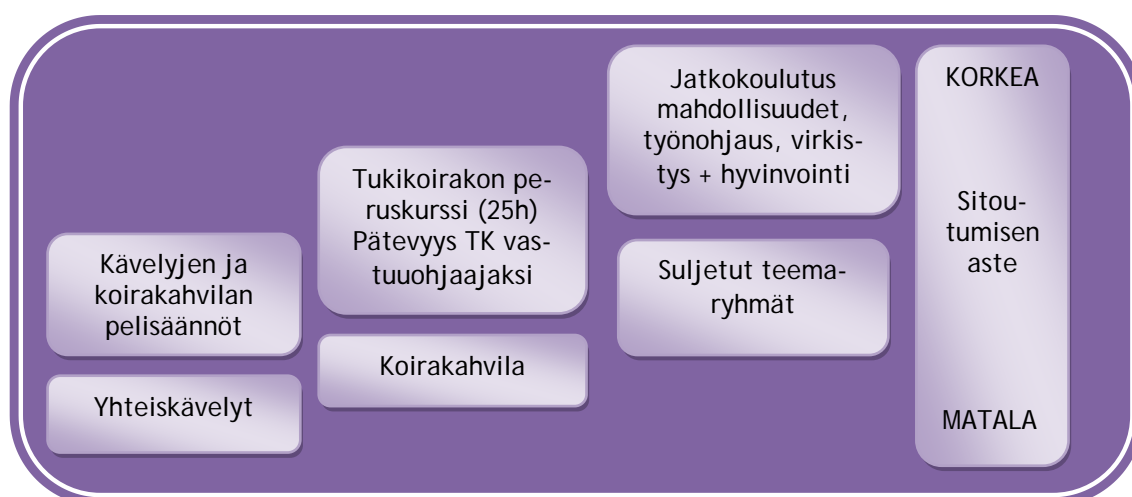 Kävelyjen ja
koirakahvilan
pelisäännöt
Yhteiskävelyt
Tukikoirakon pe-
ruskurssi (25h)
Pätevyys TK vas-
tuuohjaajaksi
Koirakahvila
Jatkokoulutus
mahdollisuudet,
työnohjaus, virkis-
tys + hyvinvointi
Suljetut teema-
ryhmät
KORKEA
Sitou-
tumisen
aste
MATALA